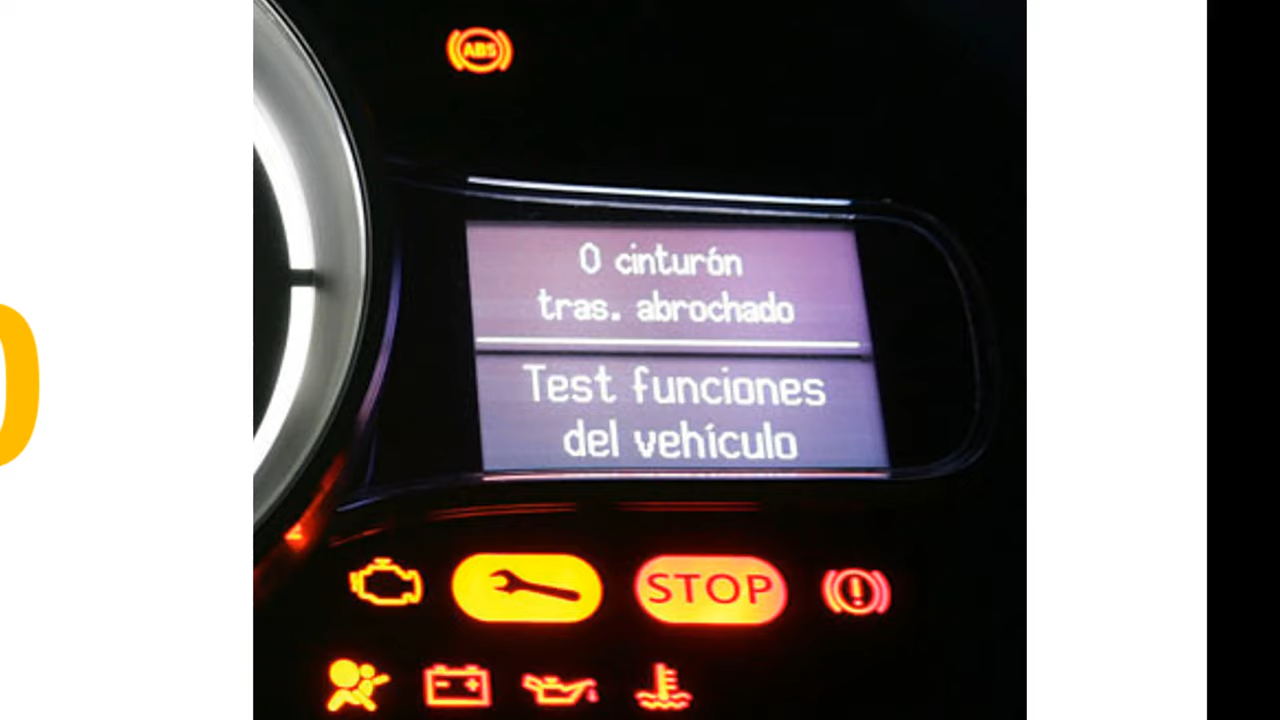 ABS
0 cinturón
tras. abrochado
Test funciones
del vehículo
STOP